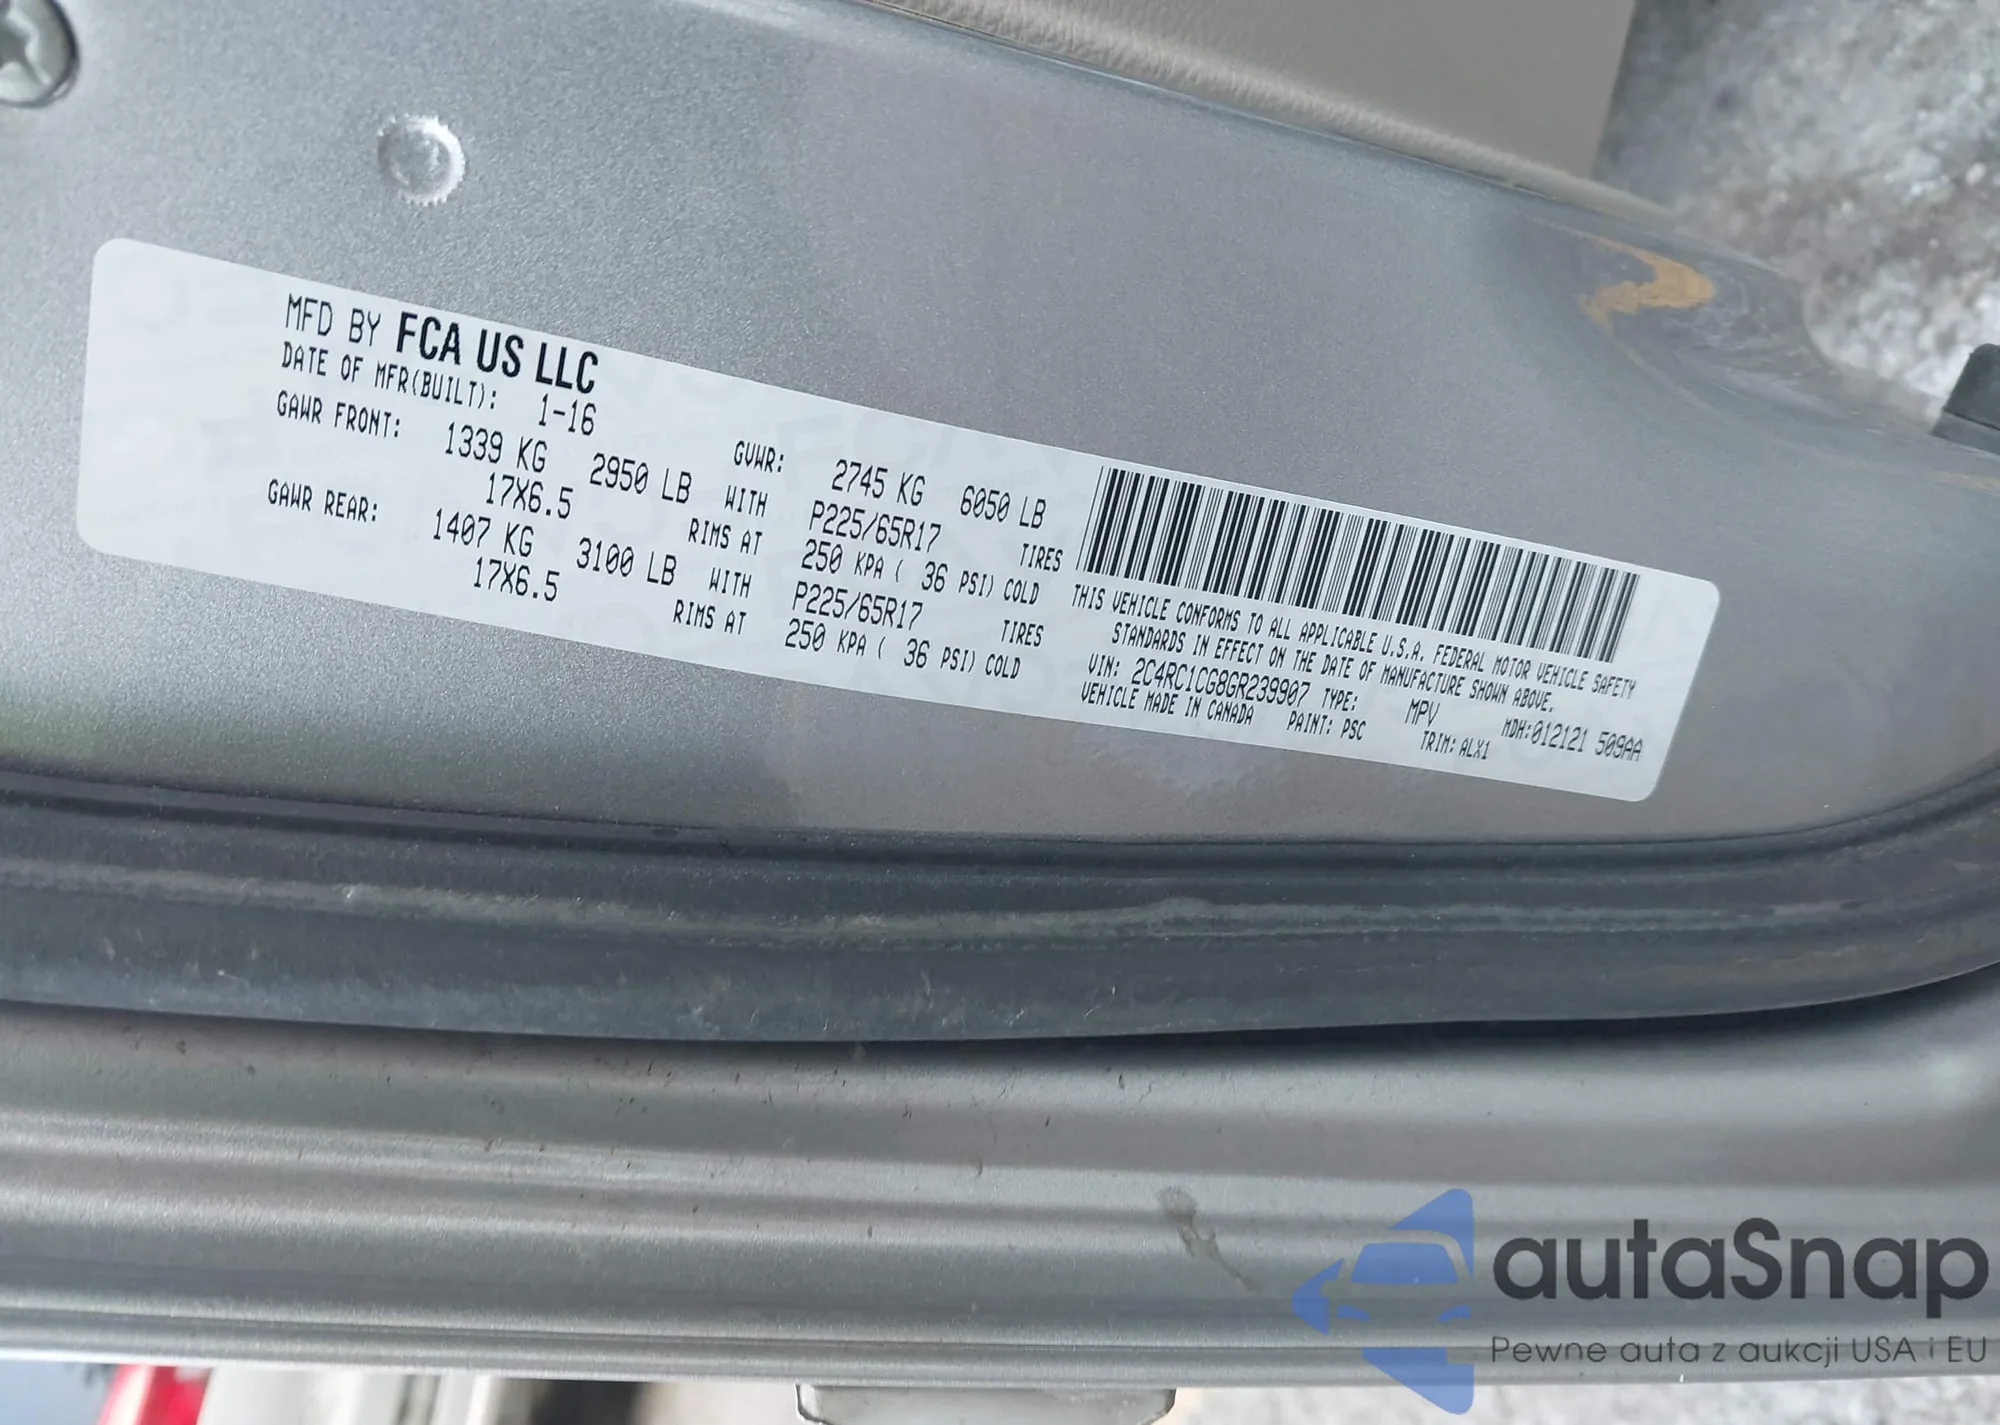 MFD BY FCA US LLC
DATE OF MFR(BUILT): 1-16
GVWR: 2745 KG 6050 LB
GAWR FRONT: 1339 KG 2950 LB WITH P225/65R17 TIRES
17X6.5 RIMS AT 250 KPA ( 36 PSI) COLD
GAWR REAR: 1407 KG 3100 LB WITH P225/65R17 TIRES
17X6.5 RIMS AT 250 KPA ( 36 PSI) COLD
THIS VEHICLE CONFORMS TO ALL APPLICABLE U.S.A. FEDERAL MOTOR VEHICLE SAFETY
STANDARDS IN EFFECT ON THE DATE OF MANUFACTURE SHOWN ABOVE.
VIN: 2C4RC1CG8GR239907 TYPE: MPV MDH:012121 509AA
VEHICLE MADE IN CANADA PAINT: PSC TRIM: ALX1
autaSnap
Pewne auta z aukcji USA i EU